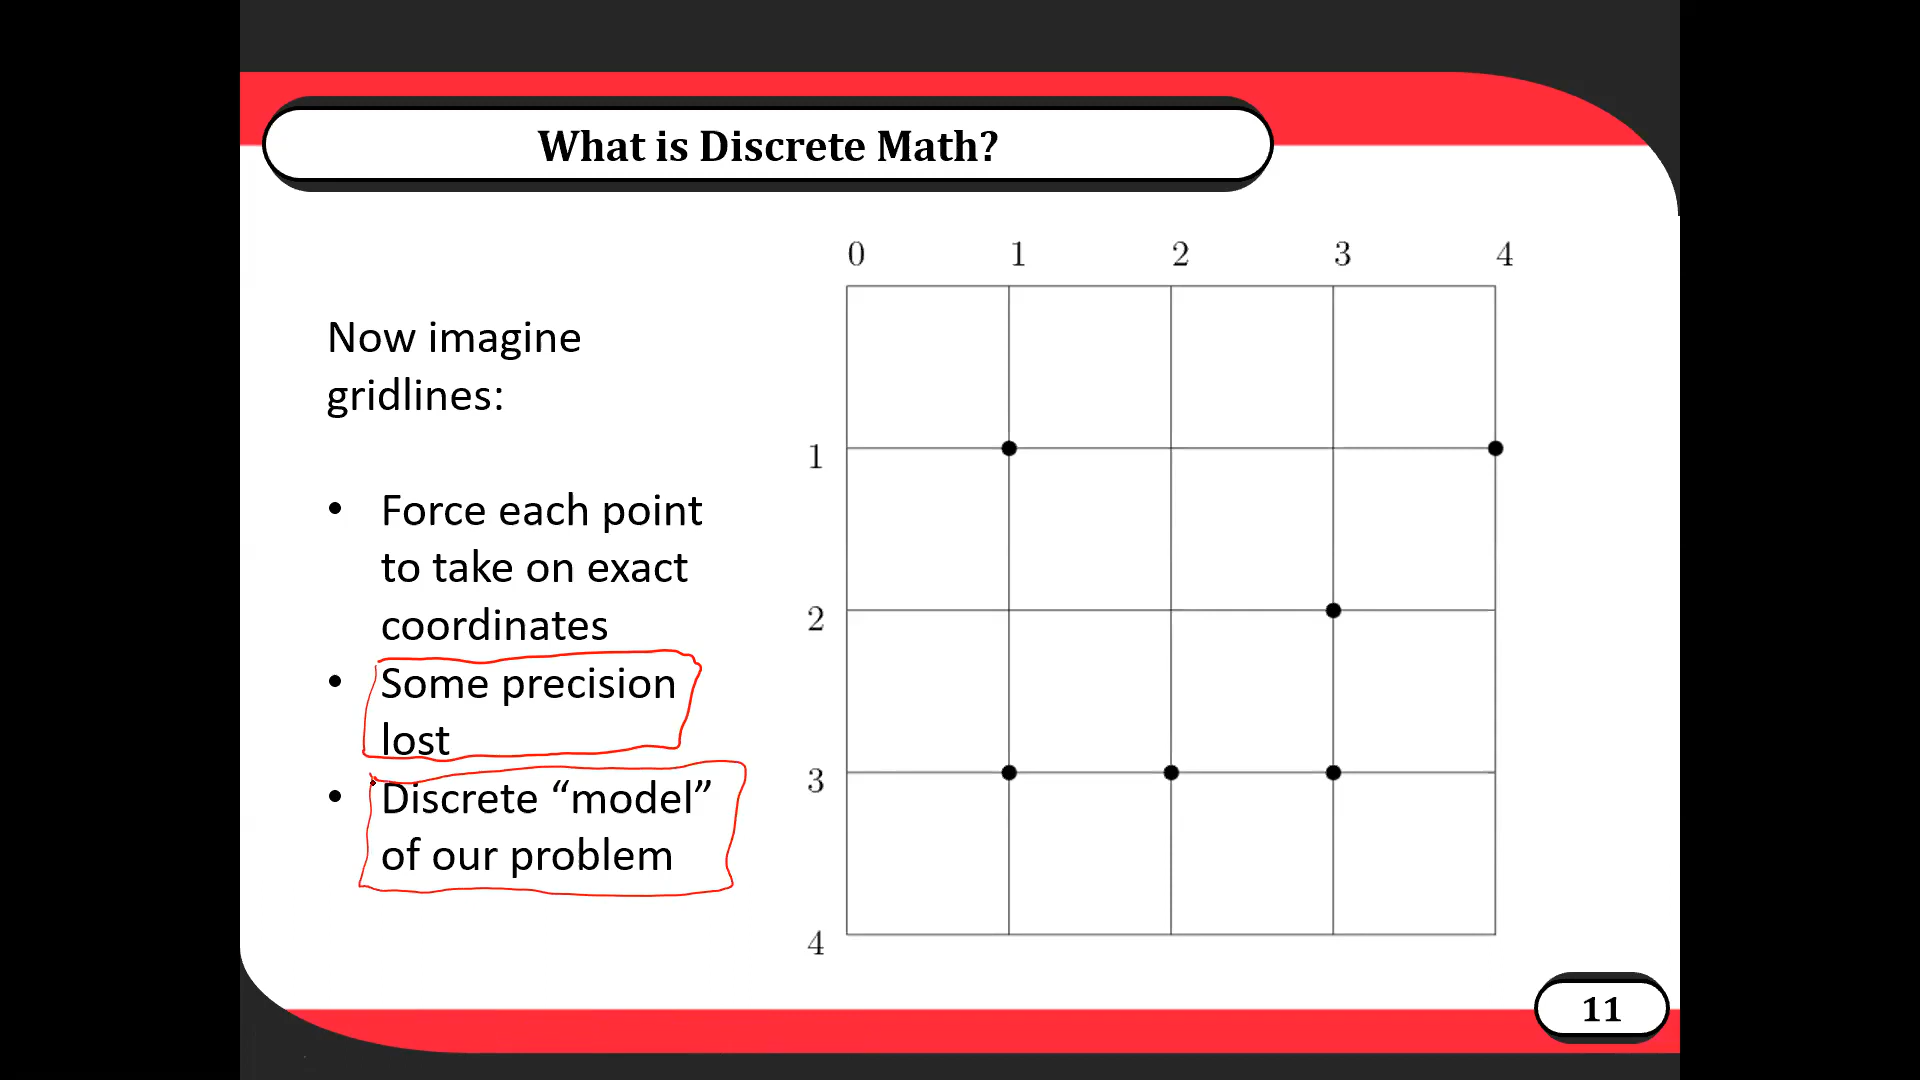 What is Discrete Math?
Now imagine
gridlines:
• Force each point
to take on exact
coordinates
• Some precision
lost
• Discrete “model”
of our problem
0 1 2 3 4
1
2
3
4
11